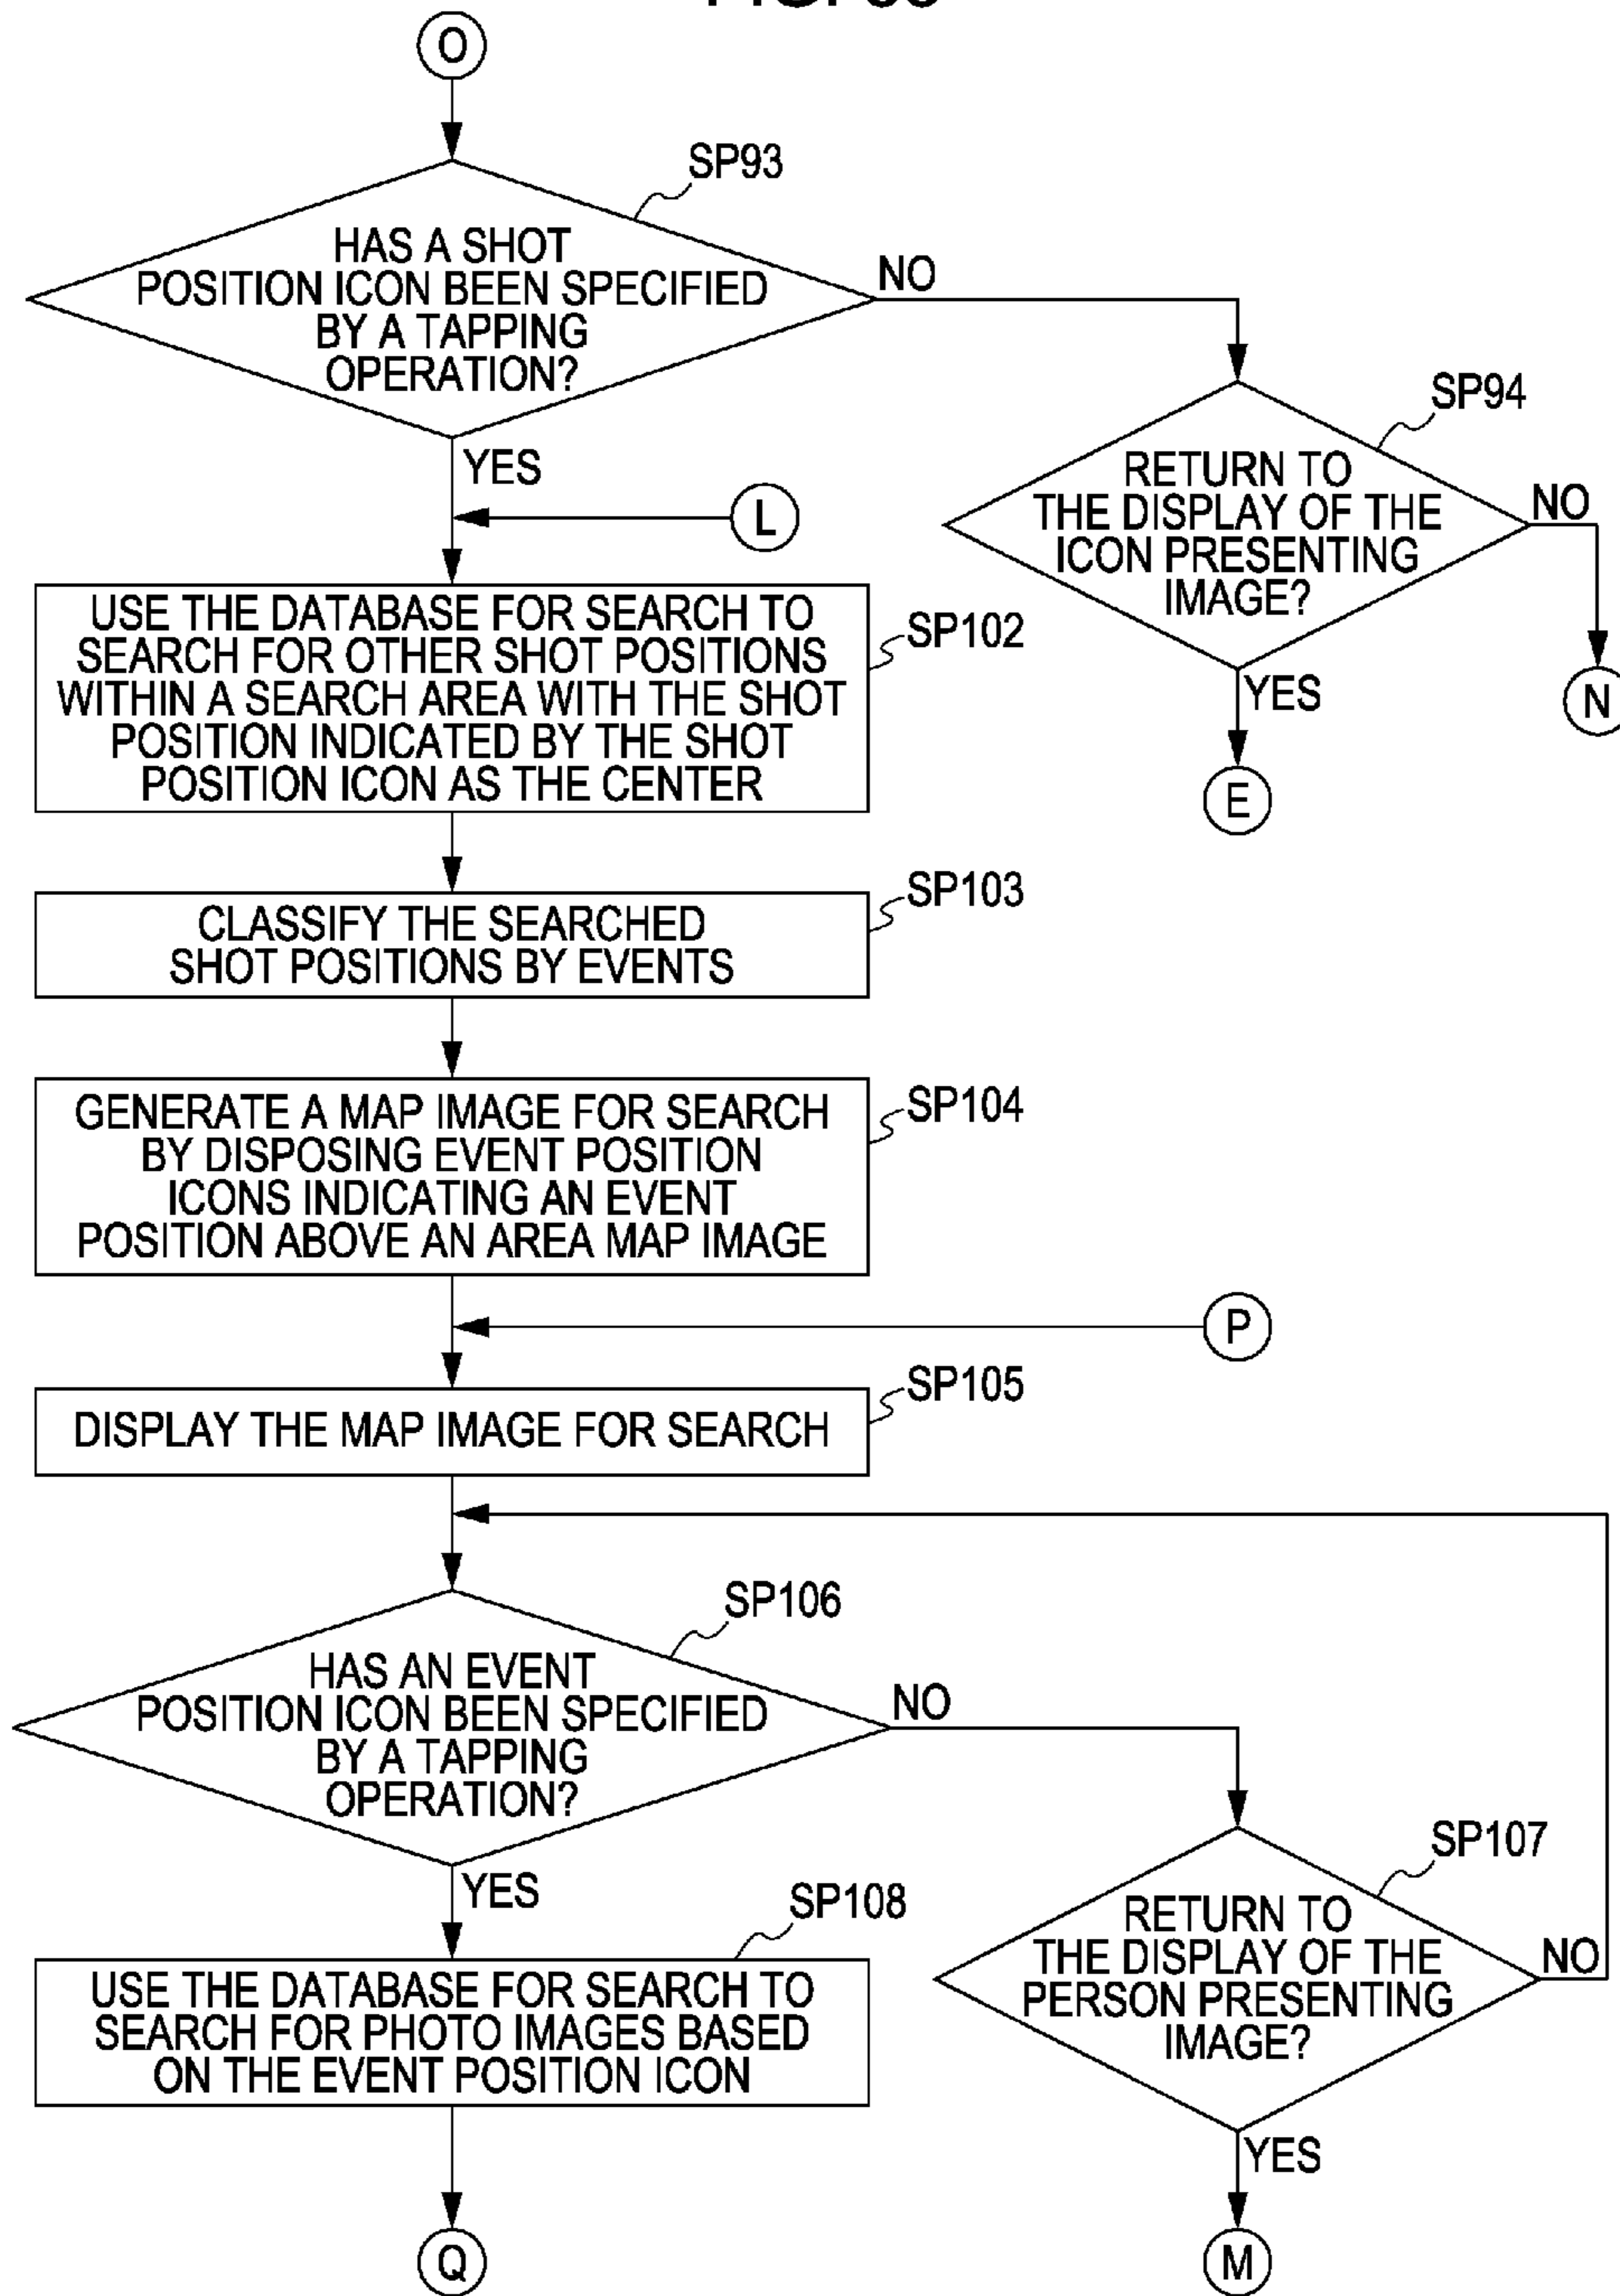 O
SP93
HAS A SHOT
POSITION ICON BEEN SPECIFIED
BY A TAPPING
OPERATION?
NO
YES
SP94
RETURN TO
THE DISPLAY OF THE
ICON PRESENTING
IMAGE?
NO
N
YES
E
L
USE THE DATABASE FOR SEARCH TO
SEARCH FOR OTHER SHOT POSITIONS
WITHIN A SEARCH AREA WITH THE SHOT
POSITION INDICATED BY THE SHOT
POSITION ICON AS THE CENTER
SP102
CLASSIFY THE SEARCHED
SHOT POSITIONS BY EVENTS
SP103
GENERATE A MAP IMAGE FOR SEARCH
BY DISPOSING EVENT POSITION
ICONS INDICATING AN EVENT
POSITION ABOVE AN AREA MAP IMAGE
SP104
P
DISPLAY THE MAP IMAGE FOR SEARCH
SP105
SP106
HAS AN EVENT
POSITION ICON BEEN SPECIFIED
BY A TAPPING
OPERATION?
NO
YES
SP107
RETURN TO
THE DISPLAY OF THE
PERSON PRESENTING
IMAGE?
NO
YES
M
SP108
USE THE DATABASE FOR SEARCH TO
SEARCH FOR PHOTO IMAGES BASED
ON THE EVENT POSITION ICON
Q